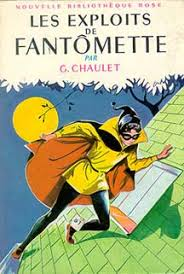 NOUVELLE BIBLIOTHÈQUE ROSE
LES EXPLOITS
DE
FANTÔMETTE
PAR
G. CHAULET